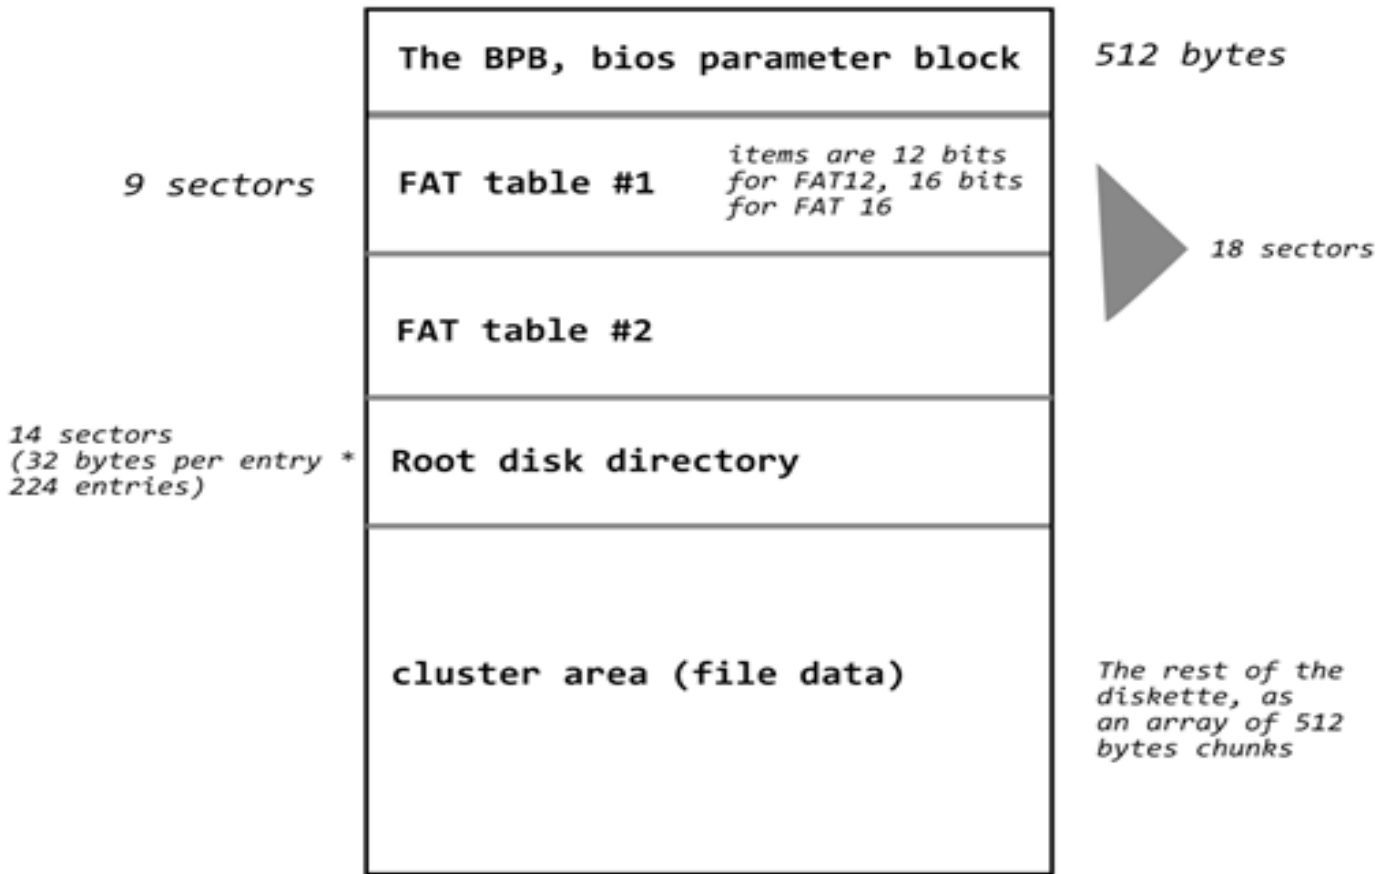 The BPB, bios parameter block
512 bytes
9 sectors
FAT table #1
items are 12 bits
for FAT12, 16 bits
for FAT 16
18 sectors
FAT table #2
14 sectors
(32 bytes per entry *
224 entries)
Root disk directory
cluster area (file data)
The rest of the
diskette, as
an array of 512
bytes chunks